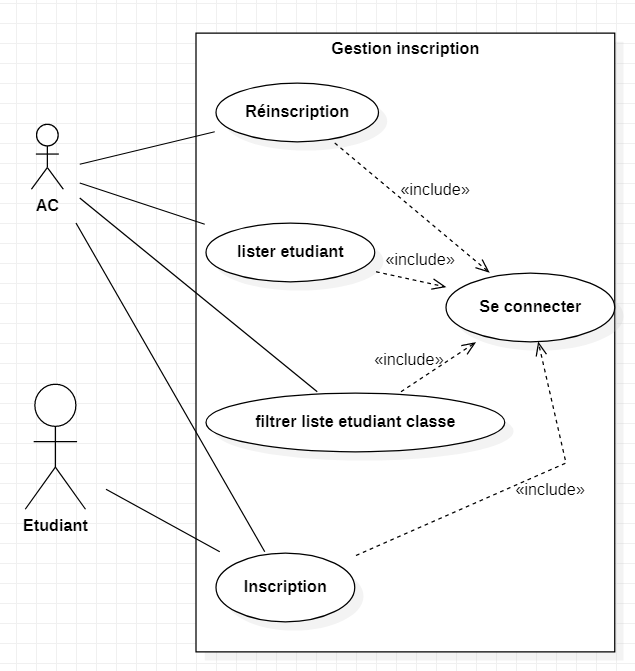 Gestion inscription
Réinscription
AC
«include»
lister etudiant
«include»
Se connecter
«include»
filtrer liste etudiant classe
«include»
Etudiant
Inscription